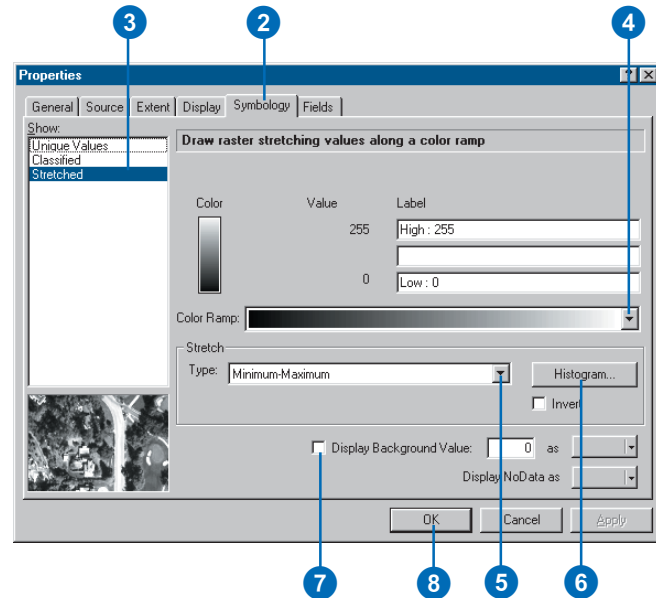 3 2 4
Properties ? ×
General Source Extent Display Symbology Fields
Show:
Unique Values
Classified
Stretched
Draw raster stretching values along a color ramp
Color Value Label
255 High : 255
0 Low : 0
Color Ramp:
Stretch
Type: Minimum-Maximum Histogram...
Invert
Display Background Value: 0 as
Display NoData as
OK Cancel Apply
7 8 5 6